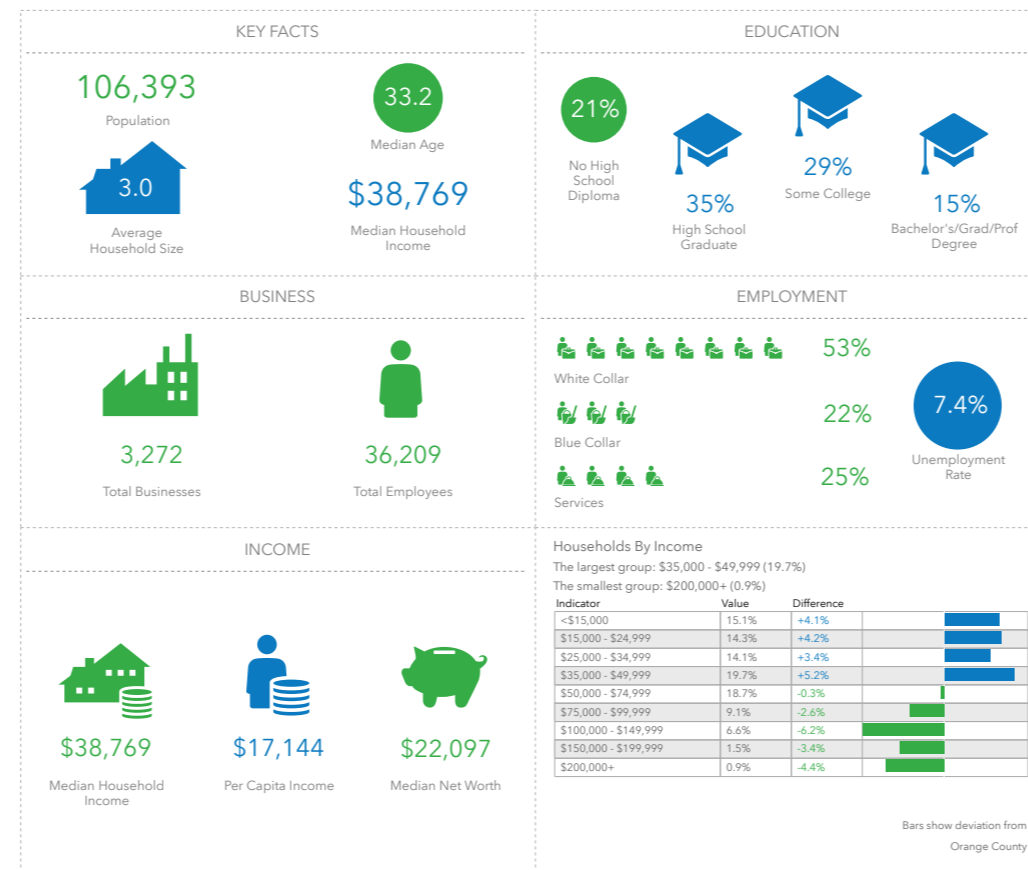 KEY FACTS
106,393
Population
33.2
Median Age
3.0
Average
Household Size
$38,769
Median Household
Income
EDUCATION
21%
No High
School
Diploma
35%
High School
Graduate
29%
Some College
15%
Bachelor's/Grad/Prof
Degree
BUSINESS
3,272
Total Businesses
36,209
Total Employees
EMPLOYMENT
53%
White Collar
22%
Blue Collar
25%
Services
7.4%
Unemployment
Rate
INCOME
$38,769
Median Household
Income
$17,144
Per Capita Income
$22,097
Median Net Worth
Households By Income
The largest group: $35,000 - $49,999 (19.7%)
The smallest group: $200,000+ (0.9%)
Indicator Value Difference
<$15,000 15.1% +4.1%
$15,000 - $24,999 14.3% +4.2%
$25,000 - $34,999 14.1% +3.4%
$35,000 - $49,999 19.7% +5.2%
$50,000 - $74,999 18.7% -0.3%
$75,000 - $99,999 9.1% -2.6%
$100,000 - $149,999 6.6% -6.2%
$150,000 - $199,999 1.5% -3.4%
$200,000+ 0.9% -4.4%
Bars show deviation from
Orange County